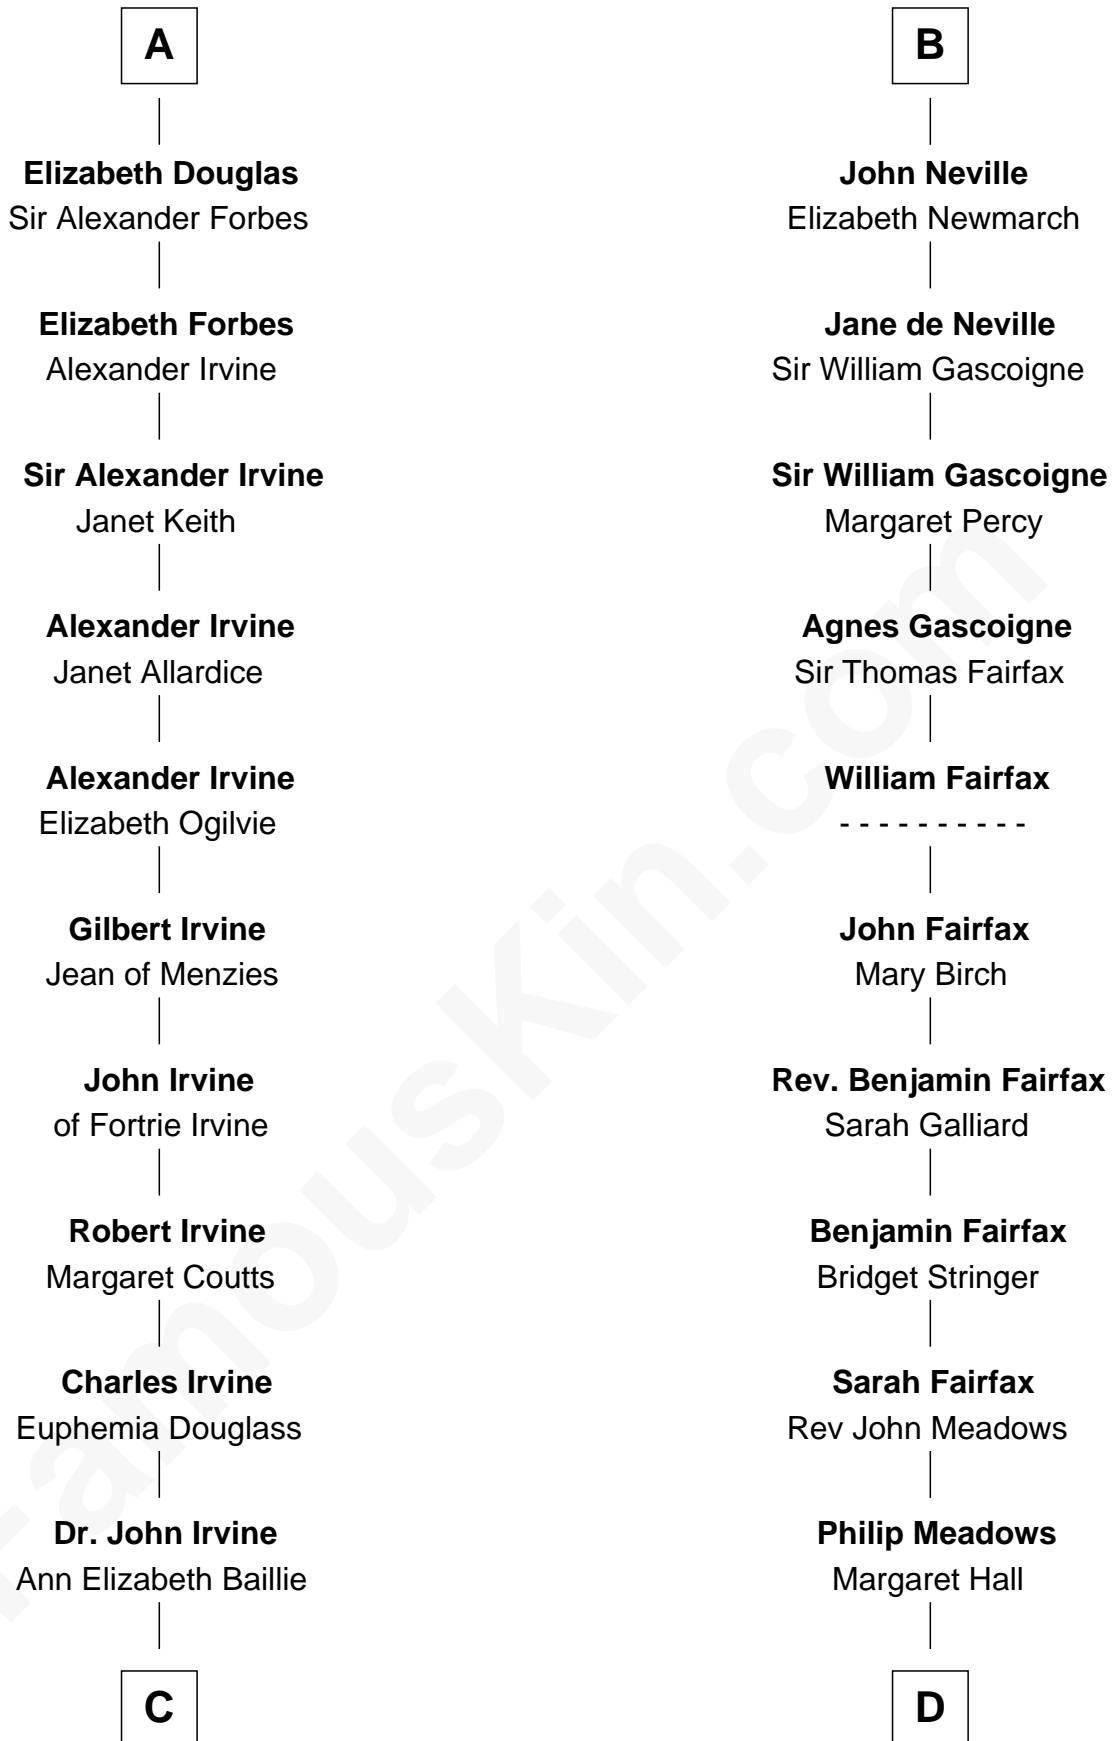 A
Elizabeth Douglas
Sir Alexander Forbes
Elizabeth Forbes
Alexander Irvine
Sir Alexander Irvine
Janet Keith
Alexander Irvine
Janet Allardice
Alexander Irvine
Elizabeth Ogilvie
Gilbert Irvine
Jean of Menzies
John Irvine
of Fortrie Irvine
Robert Irvine
Margaret Coutts
Charles Irvine
Euphemia Douglass
Dr. John Irvine
Ann Elizabeth Baillie
C
B
John Neville
Elizabeth Newmarch
Jane de Neville
Sir William Gascoigne
Sir William Gascoigne
Margaret Percy
Agnes Gascoigne
Sir Thomas Fairfax
William Fairfax
- - - - - - - - - -
John Fairfax
Mary Birch
Rev. Benjamin Fairfax
Sarah Galliard
Benjamin Fairfax
Bridget Stringer
Sarah Fairfax
Rev John Meadows
Philip Meadows
Margaret Hall
D
FamousKin.com